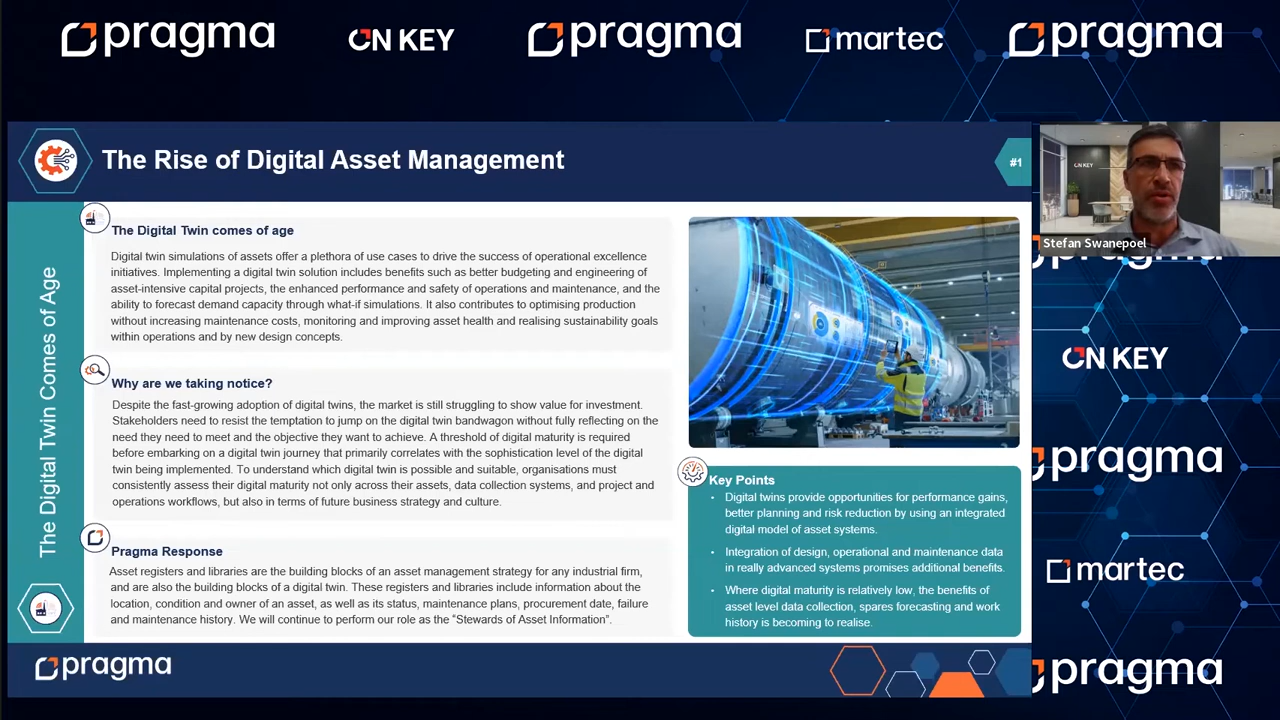 pragma
ON KEY
pragma
martec
pragma
The Rise of Digital Asset Management
#1
ON KEY
Stefan Swanepoel
pragma
The Digital Twin Comes of Age
The Digital Twin comes of age
Digital twin simulations of assets offer a plethora of use cases to drive the success of operational excellence
initiatives. Implementing a digital twin solution includes benefits such as better budgeting and engineering of
asset-intensive capital projects, the enhanced performance and safety of operations and maintenance, and the
ability to forecast demand capacity through what-if simulations. It also contributes to optimising production
without increasing maintenance costs, monitoring and improving asset health and realising sustainability goals
within operations and by new design concepts.
Why are we taking notice?
Despite the fast-growing adoption of digital twins, the market is still struggling to show value for investment.
Stakeholders need to resist the temptation to jump on the digital twin bandwagon without fully reflecting on the
need they need to meet and the objective they want to achieve. A threshold of digital maturity is required
before embarking on a digital twin journey that primarily correlates with the sophistication level of the digital
twin being implemented. To understand which digital twin is possible and suitable, organisations must
consistently assess their digital maturity not only across their assets, data collection systems, and project and
operations workflows, but also in terms of future business strategy and culture.
Pragma Response
Asset registers and libraries are the building blocks of an asset management strategy for any industrial firm,
and are also the building blocks of a digital twin. These registers and libraries include information about the
location, condition and owner of an asset, as well as its status, maintenance plans, procurement date, failure
and maintenance history. We will continue to perform our role as the "Stewards of Asset Information".
Key Points
• Digital twins provide opportunities for performance gains,
better planning and risk reduction by using an integrated
digital model of asset systems.
• Integration of design, operational and maintenance data
in really advanced systems promises additional benefits.
• Where digital maturity is relatively low, the benefits of
asset level data collection, spares forecasting and work
history is becoming to realise.
ON KEY
pragma
martec
pragma
pragma